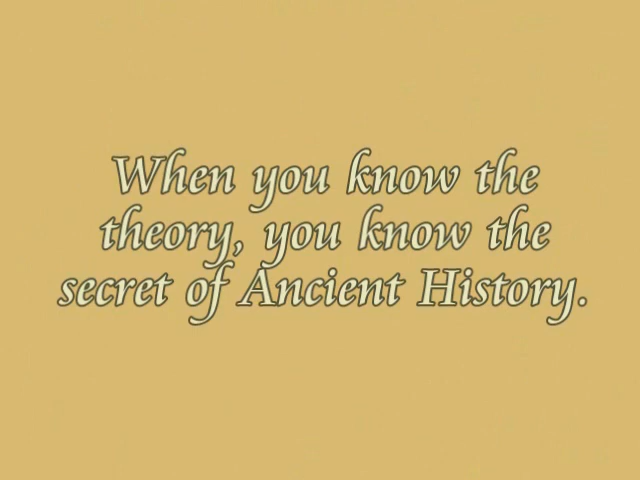 When you know the
theory, you know the
secret of Ancient History.